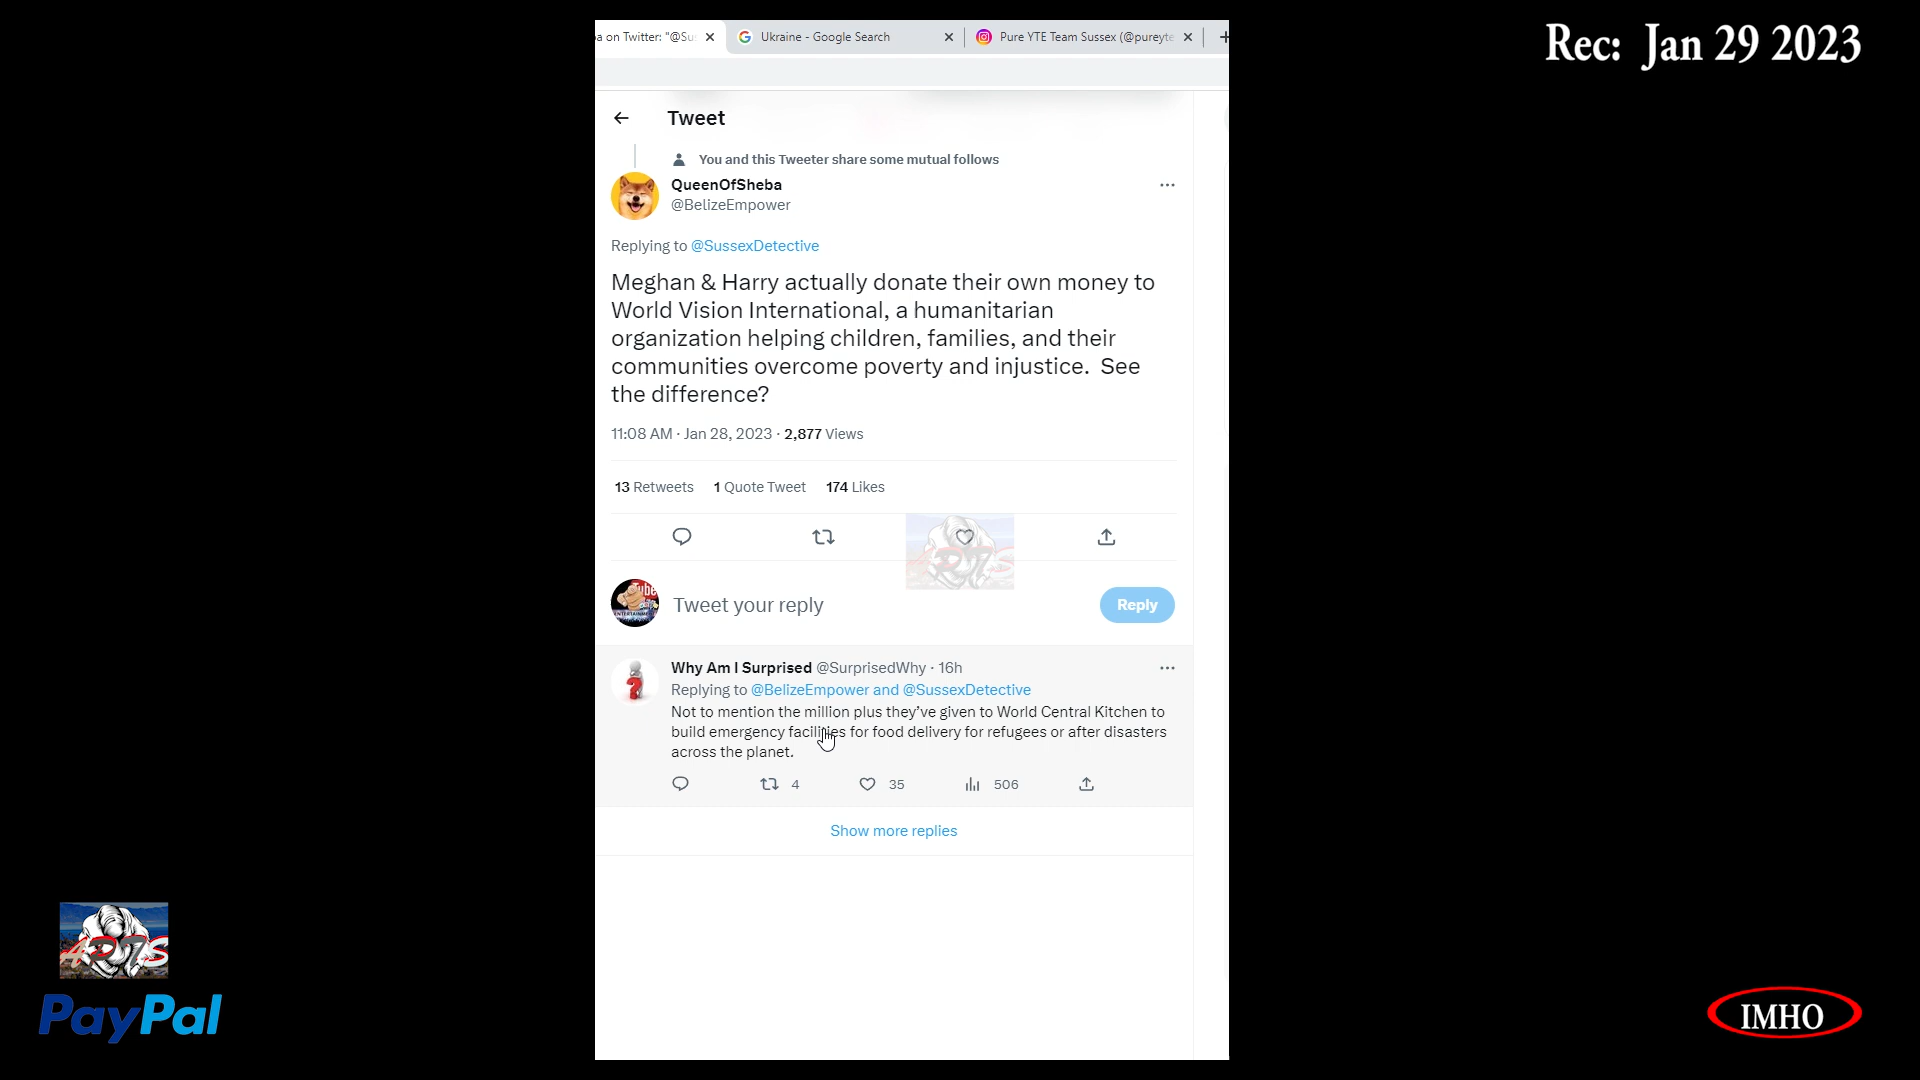 Rec: Jan 29 2023
a on Twitter: "@Su
Ukraine - Google Search
Pure YTE Team Sussex (@pureyte
Tweet
You and this Tweeter share some mutual follows
QueenOfSheba
@BelizeEmpower
Replying to @SussexDetective
Meghan & Harry actually donate their own money to
World Vision International, a humanitarian
organization helping children, families, and their
communities overcome poverty and injustice. See
the difference?
11:08 AM · Jan 28, 2023 · 2,877 Views
13 Retweets 1 Quote Tweet 174 Likes
Tweet your reply
Reply
Why Am I Surprised @SurprisedWhy · 16h
Replying to @BelizeEmpower and @SussexDetective
Not to mention the million plus they've given to World Central Kitchen to
build emergency facilities for food delivery for refugees or after disasters
across the planet.
4 35 506
Show more replies
PayPal
IMHO